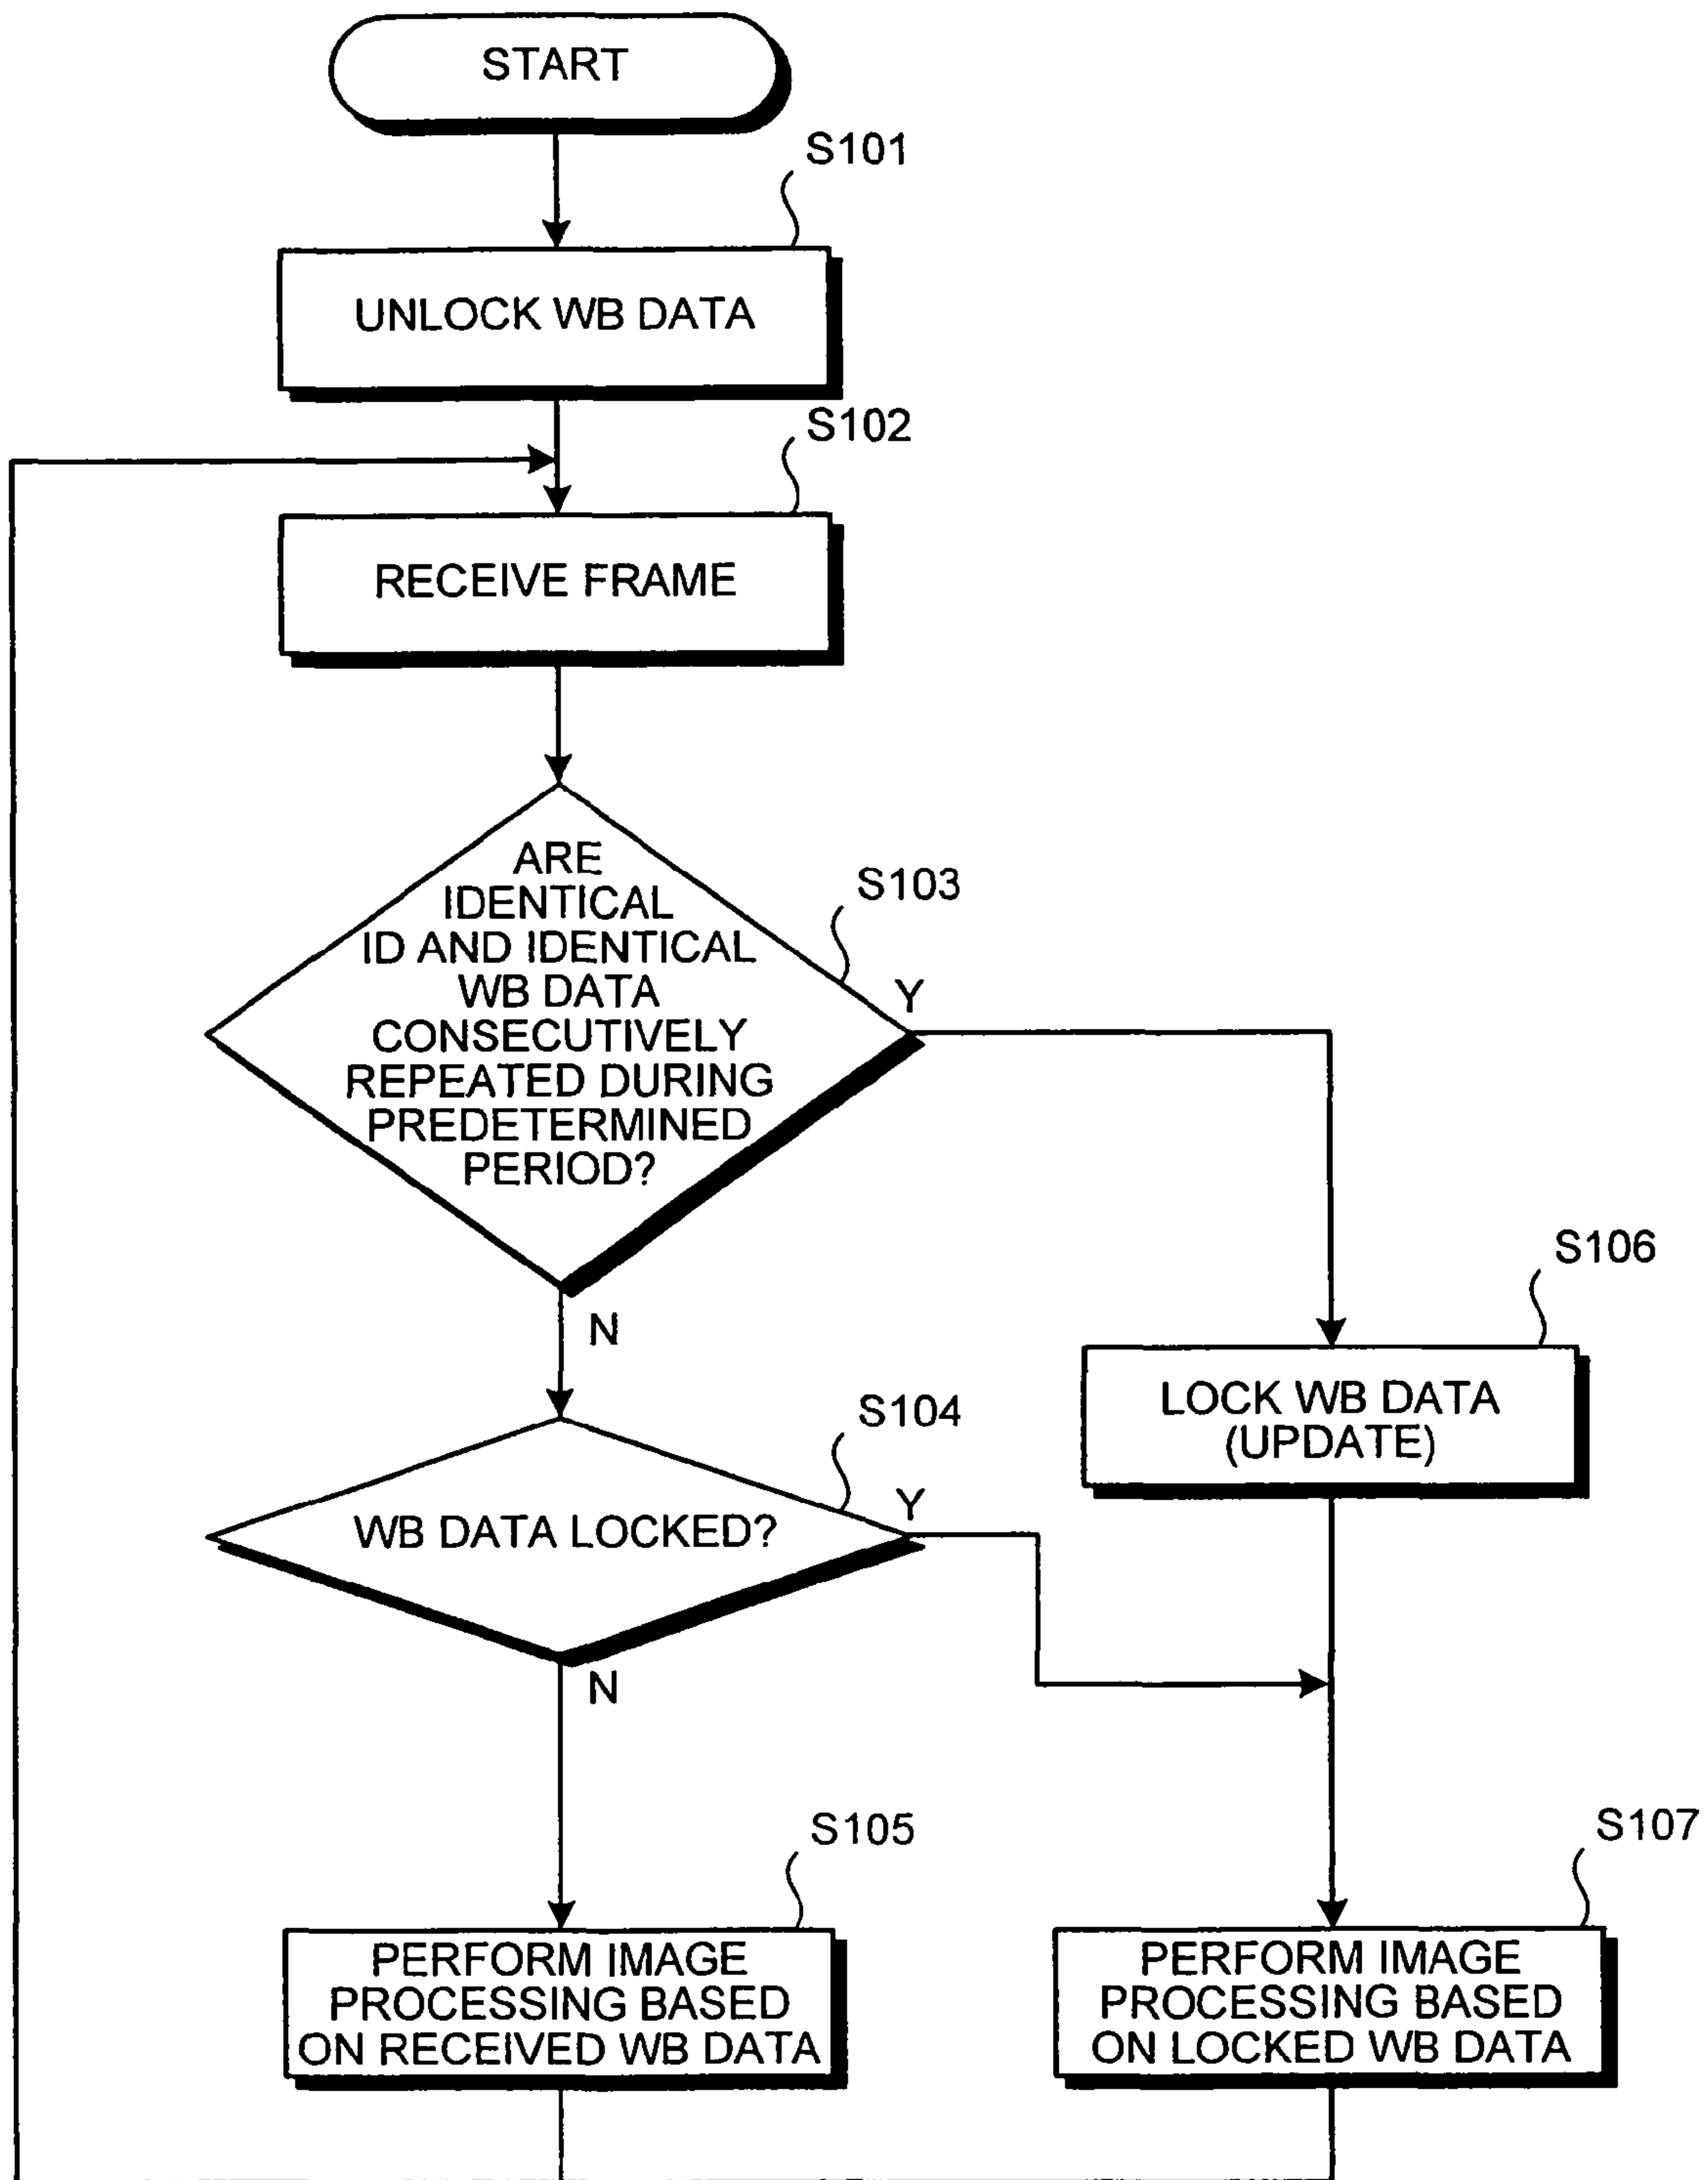 START
S101
UNLOCK WB DATA
S102
RECEIVE FRAME
ARE
IDENTICAL
ID AND IDENTICAL
WB DATA
CONSECUTIVELY
REPEATED DURING
PREDETERMINED
PERIOD?
S103
Y
N
S106
LOCK WB DATA
(UPDATE)
S104
WB DATA LOCKED?
Y
N
S105
PERFORM IMAGE
PROCESSING BASED
ON RECEIVED WB DATA
S107
PERFORM IMAGE
PROCESSING BASED
ON LOCKED WB DATA